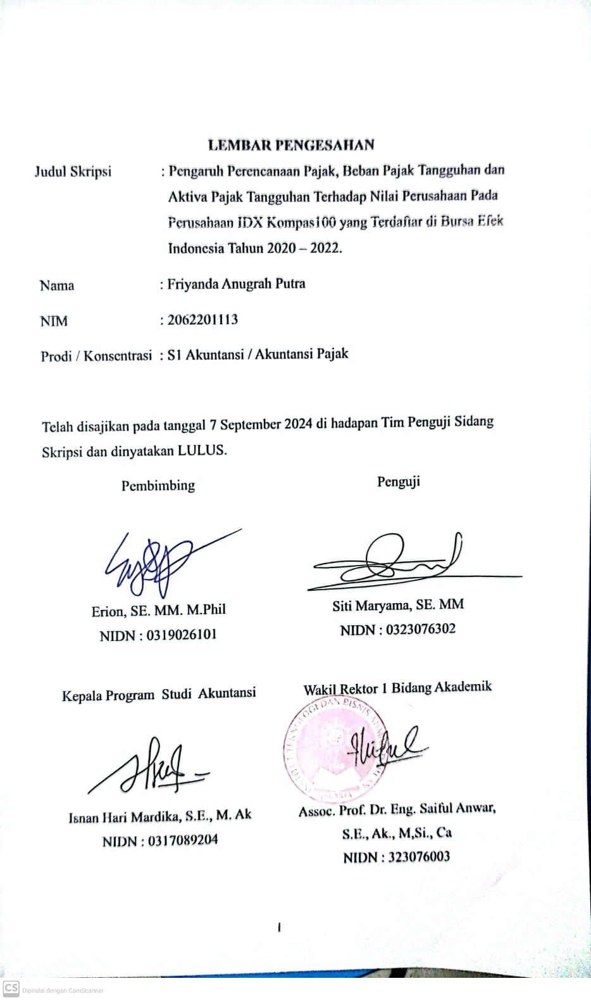 LEMBAR PENGESAHAN
Judul Skripsi : Pengaruh Perencanaan Pajak, Beban Pajak Tangguhan dan
Aktiva Pajak Tangguhan Terhadap Nilai Perusahaan Pada
Perusahaan IDX Kompas100 yang Terdaftar di Bursa Efek
Indonesia Tahun 2020 – 2022.
Nama : Friyanda Anugrah Putra
NIM : 2062201113
Prodi / Konsentrasi : S1 Akuntansi / Akuntansi Pajak
Telah disajikan pada tanggal 7 September 2024 di hadapan Tim Penguji Sidang
Skripsi dan dinyatakan LULUS.
Pembimbing Penguji
Erion, SE. MM. M.Phil Siti Maryama, SE. MM
NIDN : 0319026101 NIDN : 0323076302
Kepala Program Studi Akuntansi Wakil Rektor 1 Bidang Akademik
DAN BISNIS
JAKARTA
Isnan Hari Mardika, S.E., M. Ak Assoc. Prof. Dr. Eng. Saiful Anwar,
S.E., Ak., M,Si., Ca
NIDN : 0317089204 NIDN : 323076003
I
CS Dipindai dengan CamScanner